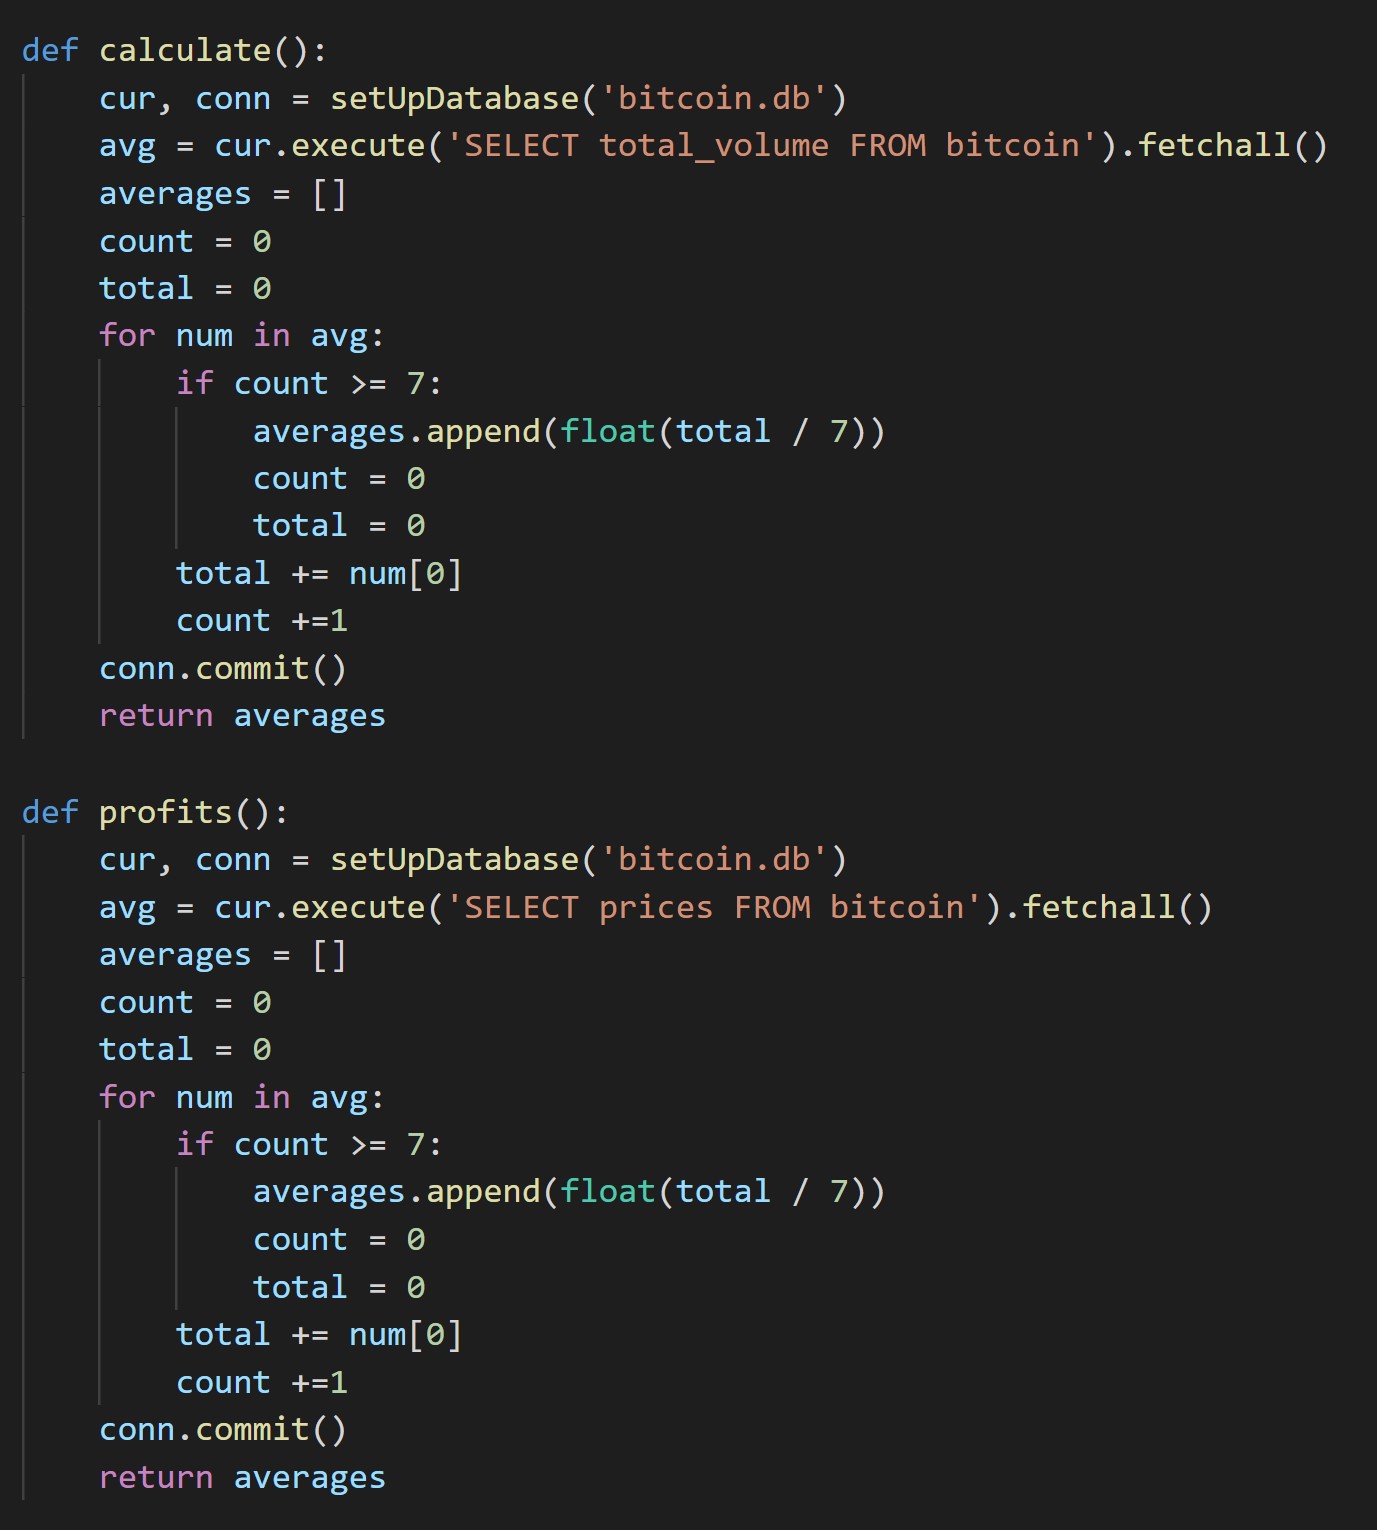 def calculate():
    cur, conn = setUpDatabase('bitcoin.db')
    avg = cur.execute('SELECT total_volume FROM bitcoin').fetchall()
    averages = []
    count = 0
    total = 0
    for num in avg:
        if count >= 7:
            averages.append(float(total / 7))
            count = 0
            total = 0
        total += num[0]
        count +=1
    conn.commit()
    return averages

def profits():
    cur, conn = setUpDatabase('bitcoin.db')
    avg = cur.execute('SELECT prices FROM bitcoin').fetchall()
    averages = []
    count = 0
    total = 0
    for num in avg:
        if count >= 7:
            averages.append(float(total / 7))
            count = 0
            total = 0
        total += num[0]
        count +=1
    conn.commit()
    return averages